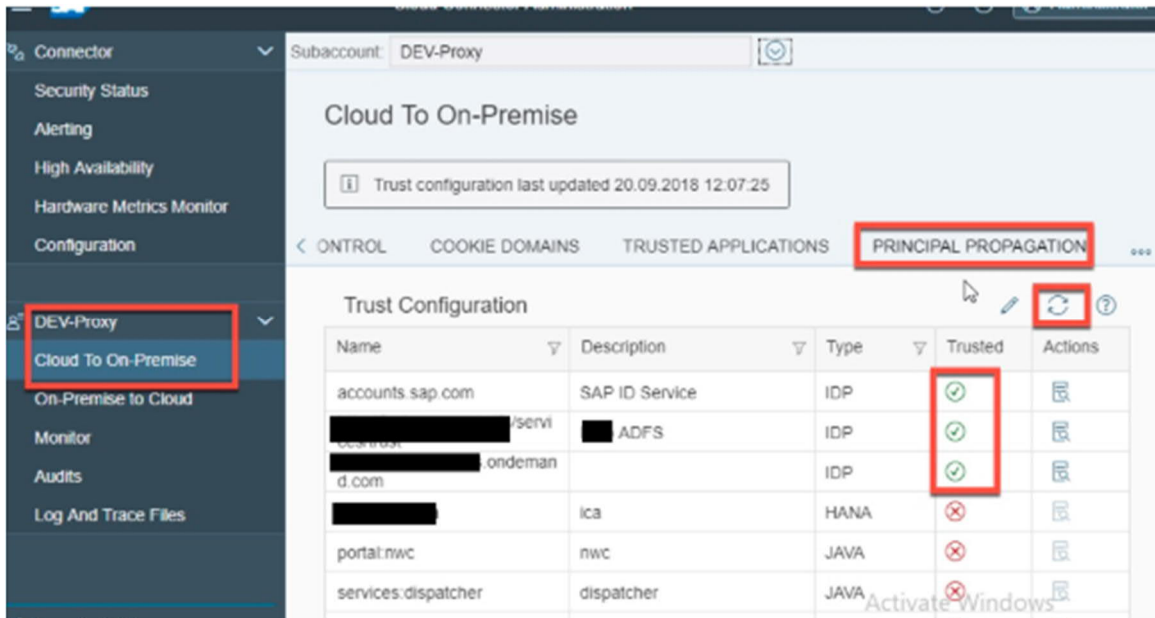 SAP
Connector
Subaccount: DEV-Proxy
Security Status
Alerting
High Availability
Hardware Metrics Monitor
Configuration
DEV-Proxy
Cloud To On-Premise
On-Premise to Cloud
Monitor
Audits
Log And Trace Files
Cloud To On-Premise
Trust configuration last updated 20.09.2018 12:07:25
ONTROL COOKIE DOMAINS TRUSTED APPLICATIONS PRINCIPAL PROPAGATION
Trust Configuration
Name Description Type Trusted Actions
accounts.sap.com SAP ID Service IDP
/servi
ADFS IDP
.ondeman
d.com IDP
ica HANA
portal:nwc nwc JAVA
services:dispatcher dispatcher JAVA
Activate Windows